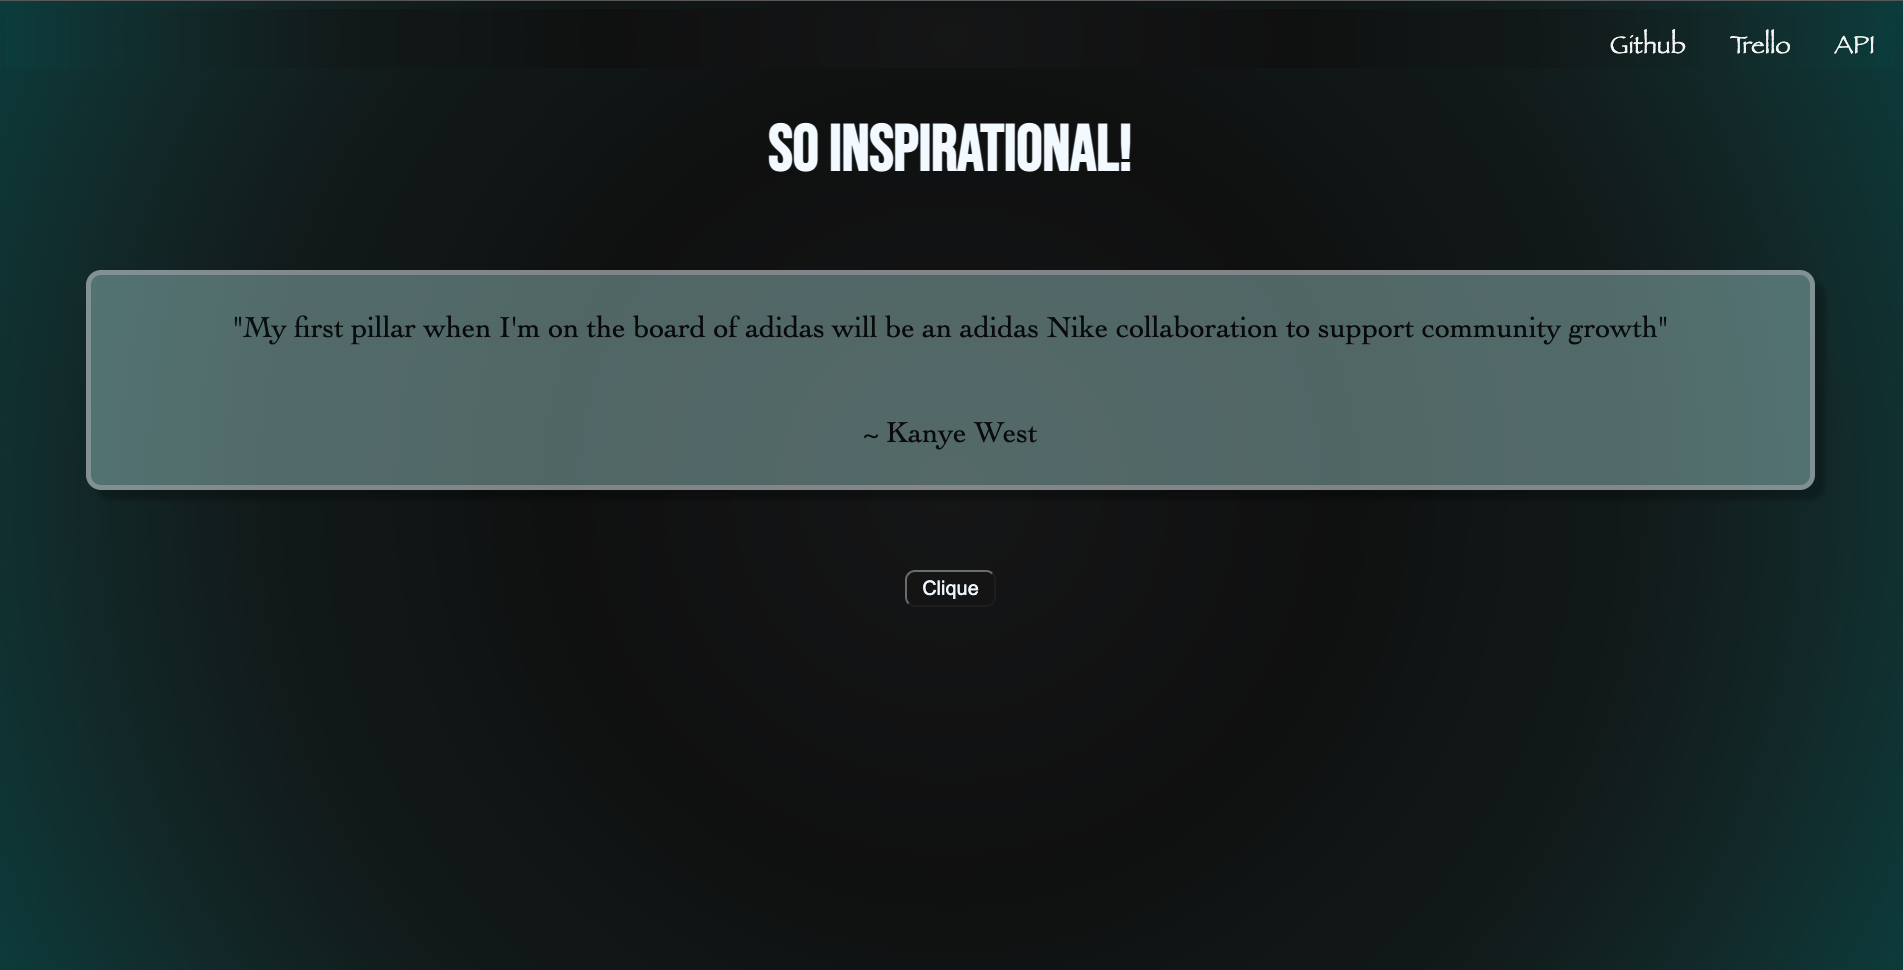 Github Trello API
SO INSPIRATIONAL!
"My first pillar when I'm on the board of adidas will be an adidas Nike collaboration to support community growth"
~ Kanye West
Clique